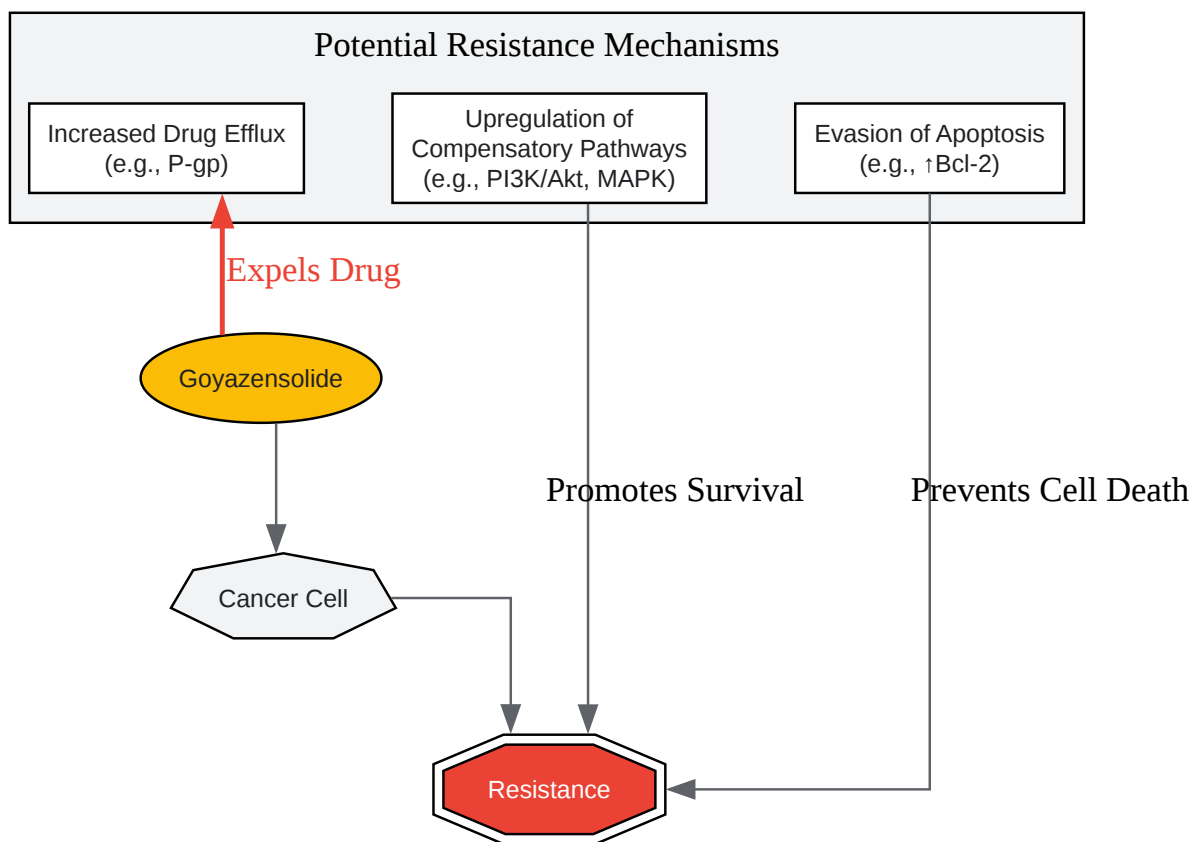 Potential Resistance Mechanisms
Increased Drug Efflux
(e.g., P-gp)
Upregulation of
Compensatory Pathways
(e.g., PI3K/Akt, MAPK)
Evasion of Apoptosis
(e.g., ↑Bcl-2)
Expels Drug
Goyazensolide
Promotes Survival
Prevents Cell Death
Cancer Cell
Resistance